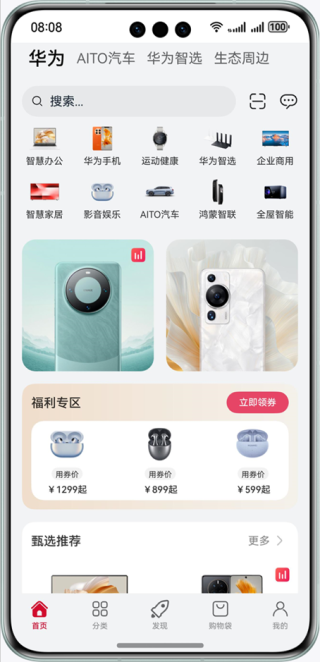 08:08
100
华为 AITO汽车 华为智选 生态周边
搜索...
智慧办公 华为手机 运动健康 华为智选 企业商用
智慧家居 影音娱乐 AITO汽车 鸿蒙智联 全屋智能
福利专区 立即领券
用券价 用券价 用券价
¥1299起 ¥899起 ¥599起
甄选推荐 更多
首页 分类 发现 购物袋 我的